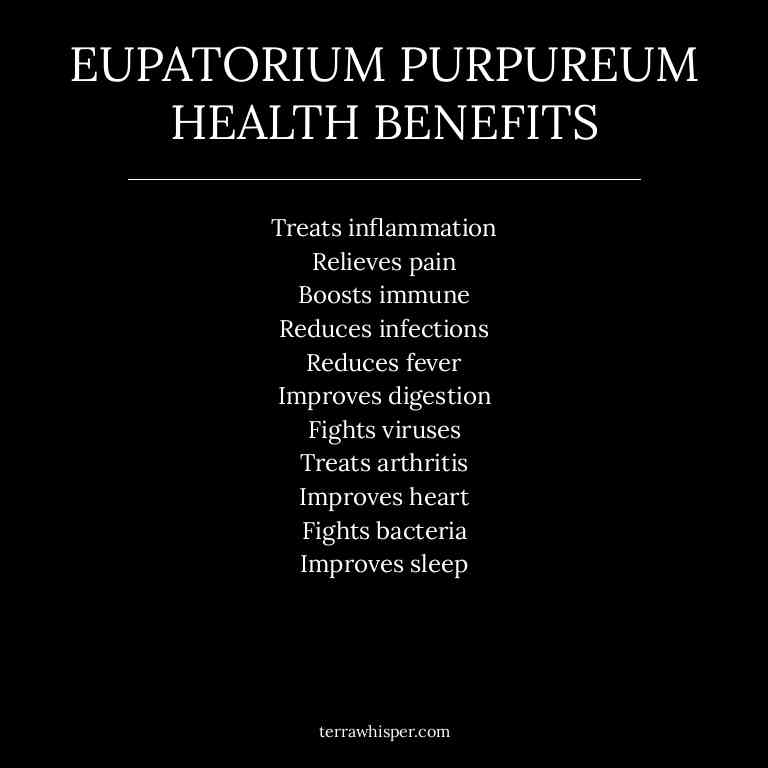 EUPATORIUM PURPUREUM
HEALTH BENEFITS
Treats inflammation
Relieves pain
Boosts immune
Reduces infections
Reduces fever
Improves digestion
Fights viruses
Treats arthritis
Improves heart
Fights bacteria
Improves sleep
terrawhisper.com